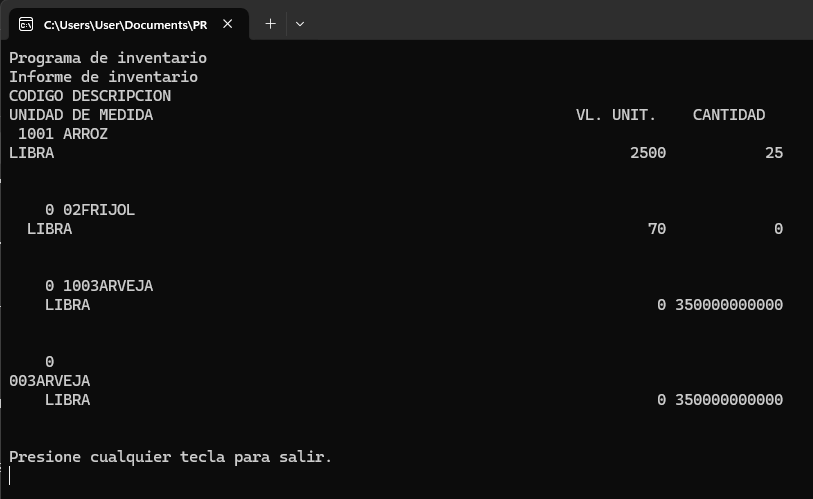 C:\Users\User\Documents\PR
Programa de inventario
Informe de inventario
CODIGO DESCRIPCION
UNIDAD DE MEDIDA VL. UNIT. CANTIDAD
1001 ARROZ
LIBRA 2500 25
0 02FRIJOL
LIBRA 70 0
0 1003ARVEJA
LIBRA 0 350000000000
0
003ARVEJA
LIBRA 0 350000000000
Presione cualquier tecla para salir.